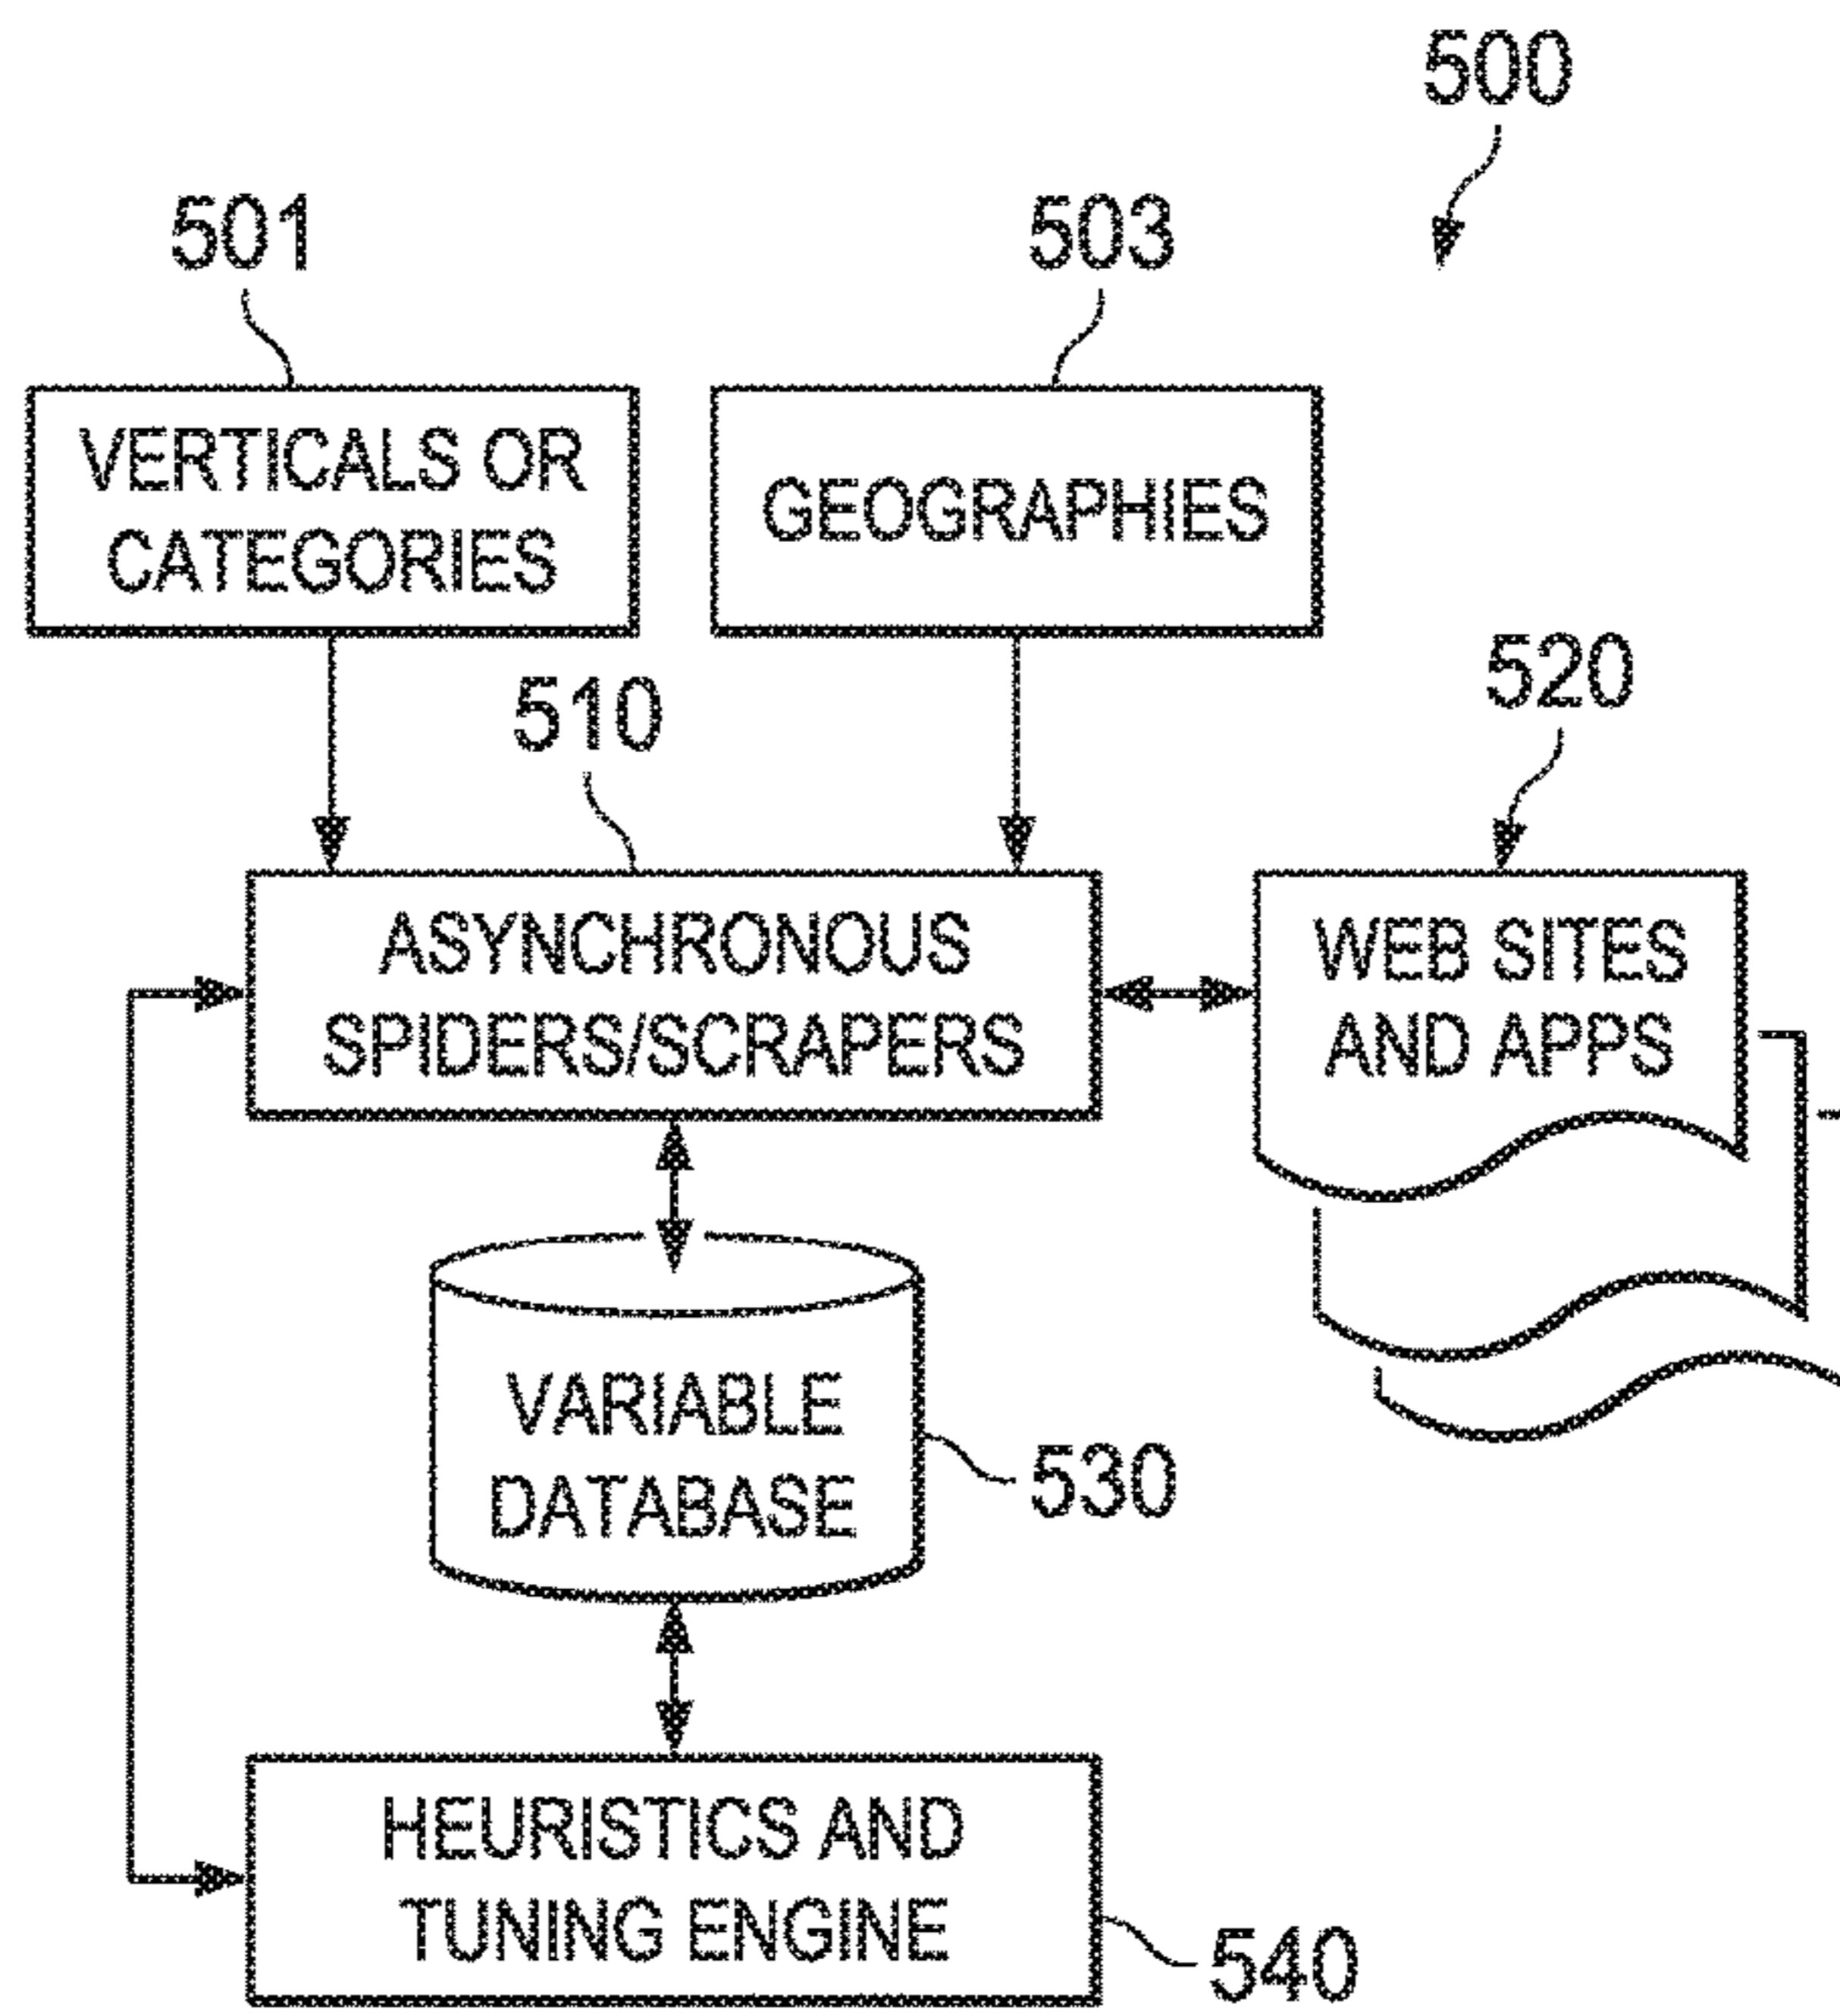 500
501
503
VERTICALS OR
CATEGORIES
GEOGRAPHIES
510
520
ASYNCHRONOUS
SPIDERS/SCRAPERS
WEB SITES
AND APPS
VARIABLE
DATABASE
530
HEURISTICS AND
TUNING ENGINE
540